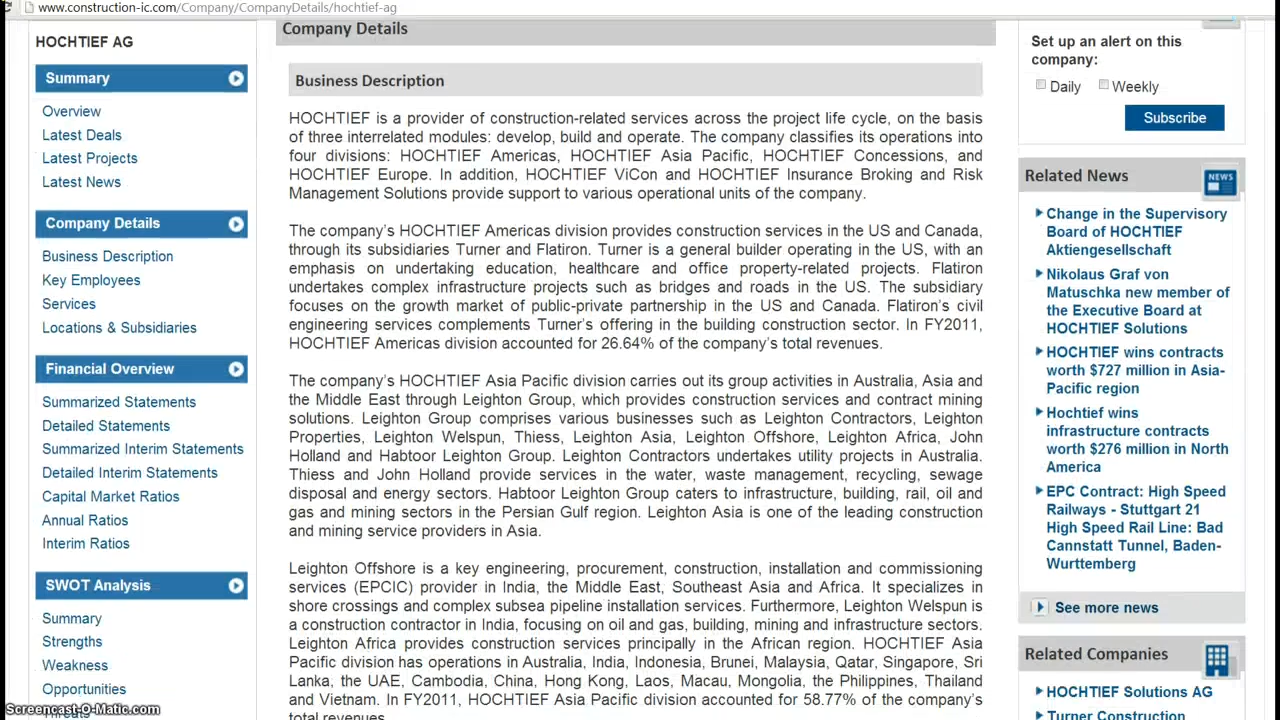 www.construction-ic.com/Company/CompanyDetails/hochtief-ag
HOCHTIEF AG
Summary
Overview
Latest Deals
Latest Projects
Latest News
Company Details
Business Description
Key Employees
Services
Locations & Subsidiaries
Financial Overview
Summarized Statements
Detailed Statements
Summarized Interim Statements
Detailed Interim Statements
Capital Market Ratios
Annual Ratios
Interim Ratios
SWOT Analysis
Summary
Strengths
Weakness
Opportunities
Threats
Company Details
Business Description
HOCHTIEF is a provider of construction-related services across the project life cycle, on the basis
of three interrelated modules: develop, build and operate. The company classifies its operations into
four divisions: HOCHTIEF Americas, HOCHTIEF Asia Pacific, HOCHTIEF Concessions, and
HOCHTIEF Europe. In addition, HOCHTIEF ViCon and HOCHTIEF Insurance Broking and Risk
Management Solutions provide support to various operational units of the company.
The company's HOCHTIEF Americas division provides construction services in the US and Canada,
through its subsidiaries Turner and Flatiron. Turner is a general builder operating in the US, with an
emphasis on undertaking education, healthcare and office property-related projects. Flatiron
undertakes complex infrastructure projects such as bridges and roads in the US. The subsidiary
focuses on the growth market of public-private partnership in the US and Canada. Flatiron's civil
engineering services complements Turner's offering in the building construction sector. In FY2011,
HOCHTIEF Americas division accounted for 26.64% of the company's total revenues.
The company's HOCHTIEF Asia Pacific division carries out its group activities in Australia, Asia and
the Middle East through Leighton Group, which provides construction services and contract mining
solutions. Leighton Group comprises various businesses such as Leighton Contractors, Leighton
Properties, Leighton Welspun, Thiess, Leighton Asia, Leighton Offshore, Leighton Africa, John
Holland and Habtoor Leighton Group. Leighton Contractors undertakes utility projects in Australia.
Thiess and John Holland provide services in the water, waste management, recycling, sewage
disposal and energy sectors. Habtoor Leighton Group caters to infrastructure, building, rail, oil and
gas and mining sectors in the Persian Gulf region. Leighton Asia is one of the leading construction
and mining service providers in Asia.
Leighton Offshore is a key engineering, procurement, construction, installation and commissioning
services (EPCIC) provider in India, the Middle East, Southeast Asia and Africa. It specializes in
shore crossings and complex subsea pipeline installation services. Furthermore, Leighton Welspun is
a construction contractor in India, focusing on oil and gas, building, mining and infrastructure sectors.
Leighton Africa provides construction services principally in the African region. HOCHTIEF Asia
Pacific division has operations in Australia, India, Indonesia, Brunei, Malaysia, Qatar, Singapore, Sri
Lanka, the UAE, Cambodia, China, Hong Kong, Laos, Macau, Mongolia, the Philippines, Thailand
and Vietnam. In FY2011, HOCHTIEF Asia Pacific division accounted for 58.77% of the company's
total revenues.
Set up an alert on this
company:
Daily Weekly
Subscribe
Related News
NEWS
Change in the Supervisory
Board of HOCHTIEF
Aktiengesellschaft
Nikolaus Graf von
Matuschka new member of
the Executive Board at
HOCHTIEF Solutions
HOCHTIEF wins contracts
worth $727 million in Asia-
Pacific region
Hochtief wins
infrastructure contracts
worth $276 million in North
America
EPC Contract: High Speed
Railways - Stuttgart 21
High Speed Rail Line: Bad
Cannstatt Tunnel, Baden-
Wurttemberg
See more news
Related Companies
HOCHTIEF Solutions AG
Turner Construction
Screencast-O-Matic.com